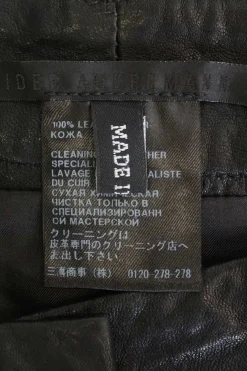 100% LEA
КОЖА
MADE I
CLEANING
SPECIALI
LAVAGE ALISTE
DU CUIR
СУХАЯ ХИМИЧЕСКАЯ
ЧИСТКА ТОЛЬКО В
СПЕЦИАЛИЗИРОВАНН
СИ МАСТЕРСКОЙ
クリーニングは
皮革専門のクリーニング店へ
お出し下さい
三喜商事(株) 0120-278-278